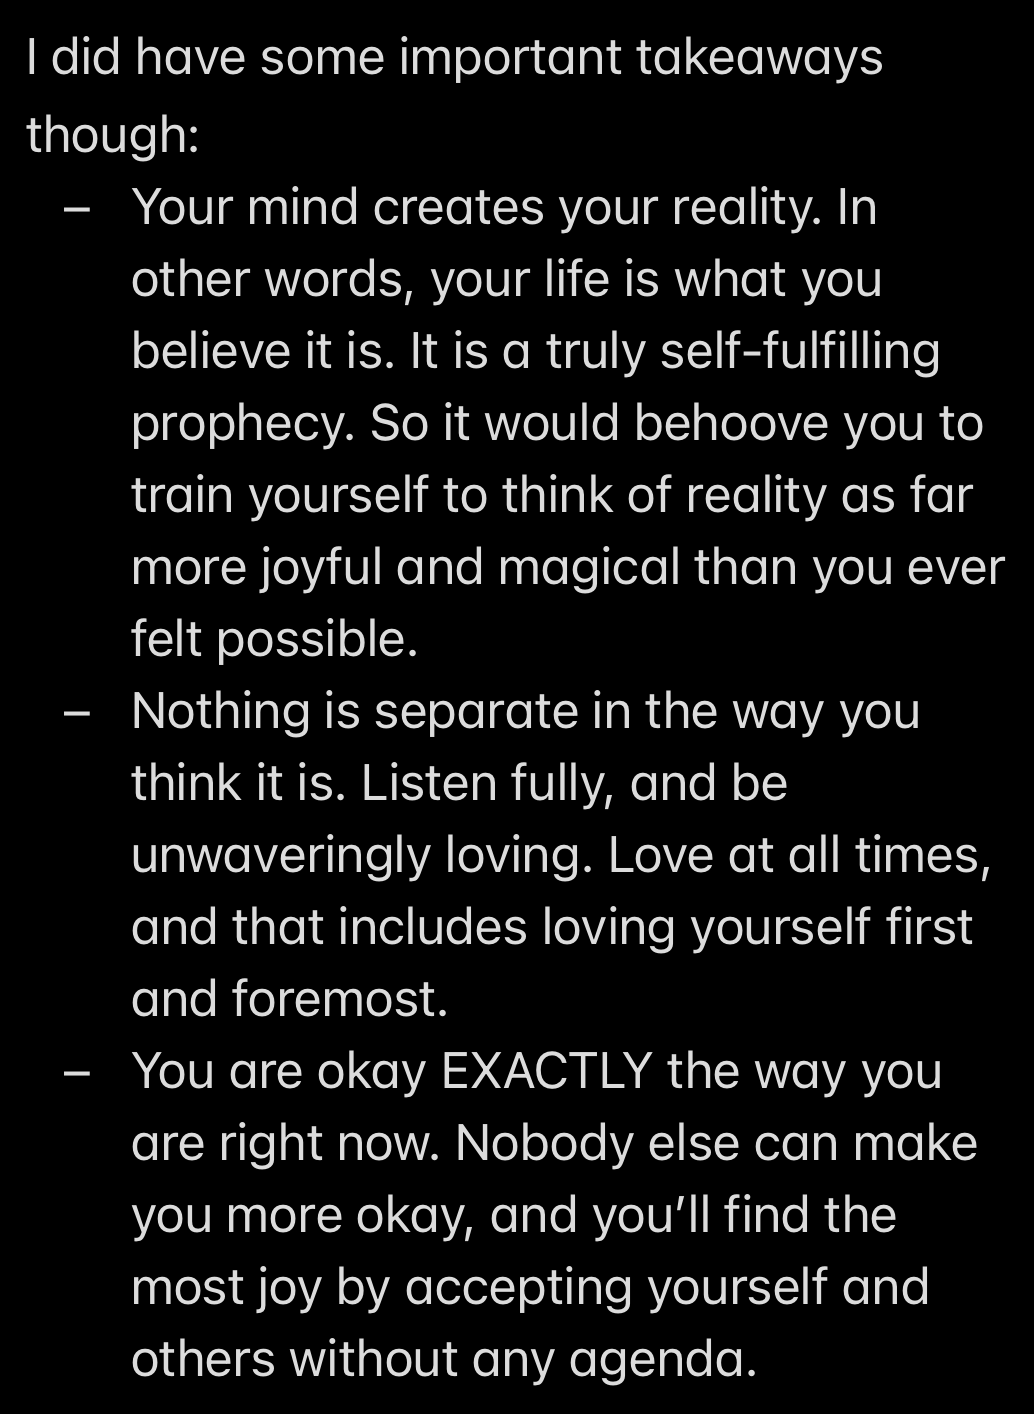 I did have some important takeaways
though:
– Your mind creates your reality. In
other words, your life is what you
believe it is. It is a truly self-fulfilling
prophecy. So it would behoove you to
train yourself to think of reality as far
more joyful and magical than you ever
felt possible.
– Nothing is separate in the way you
think it is. Listen fully, and be
unwaveringly loving. Love at all times,
and that includes loving yourself first
and foremost.
– You are okay EXACTLY the way you
are right now. Nobody else can make
you more okay, and you’ll find the
most joy by accepting yourself and
others without any agenda.